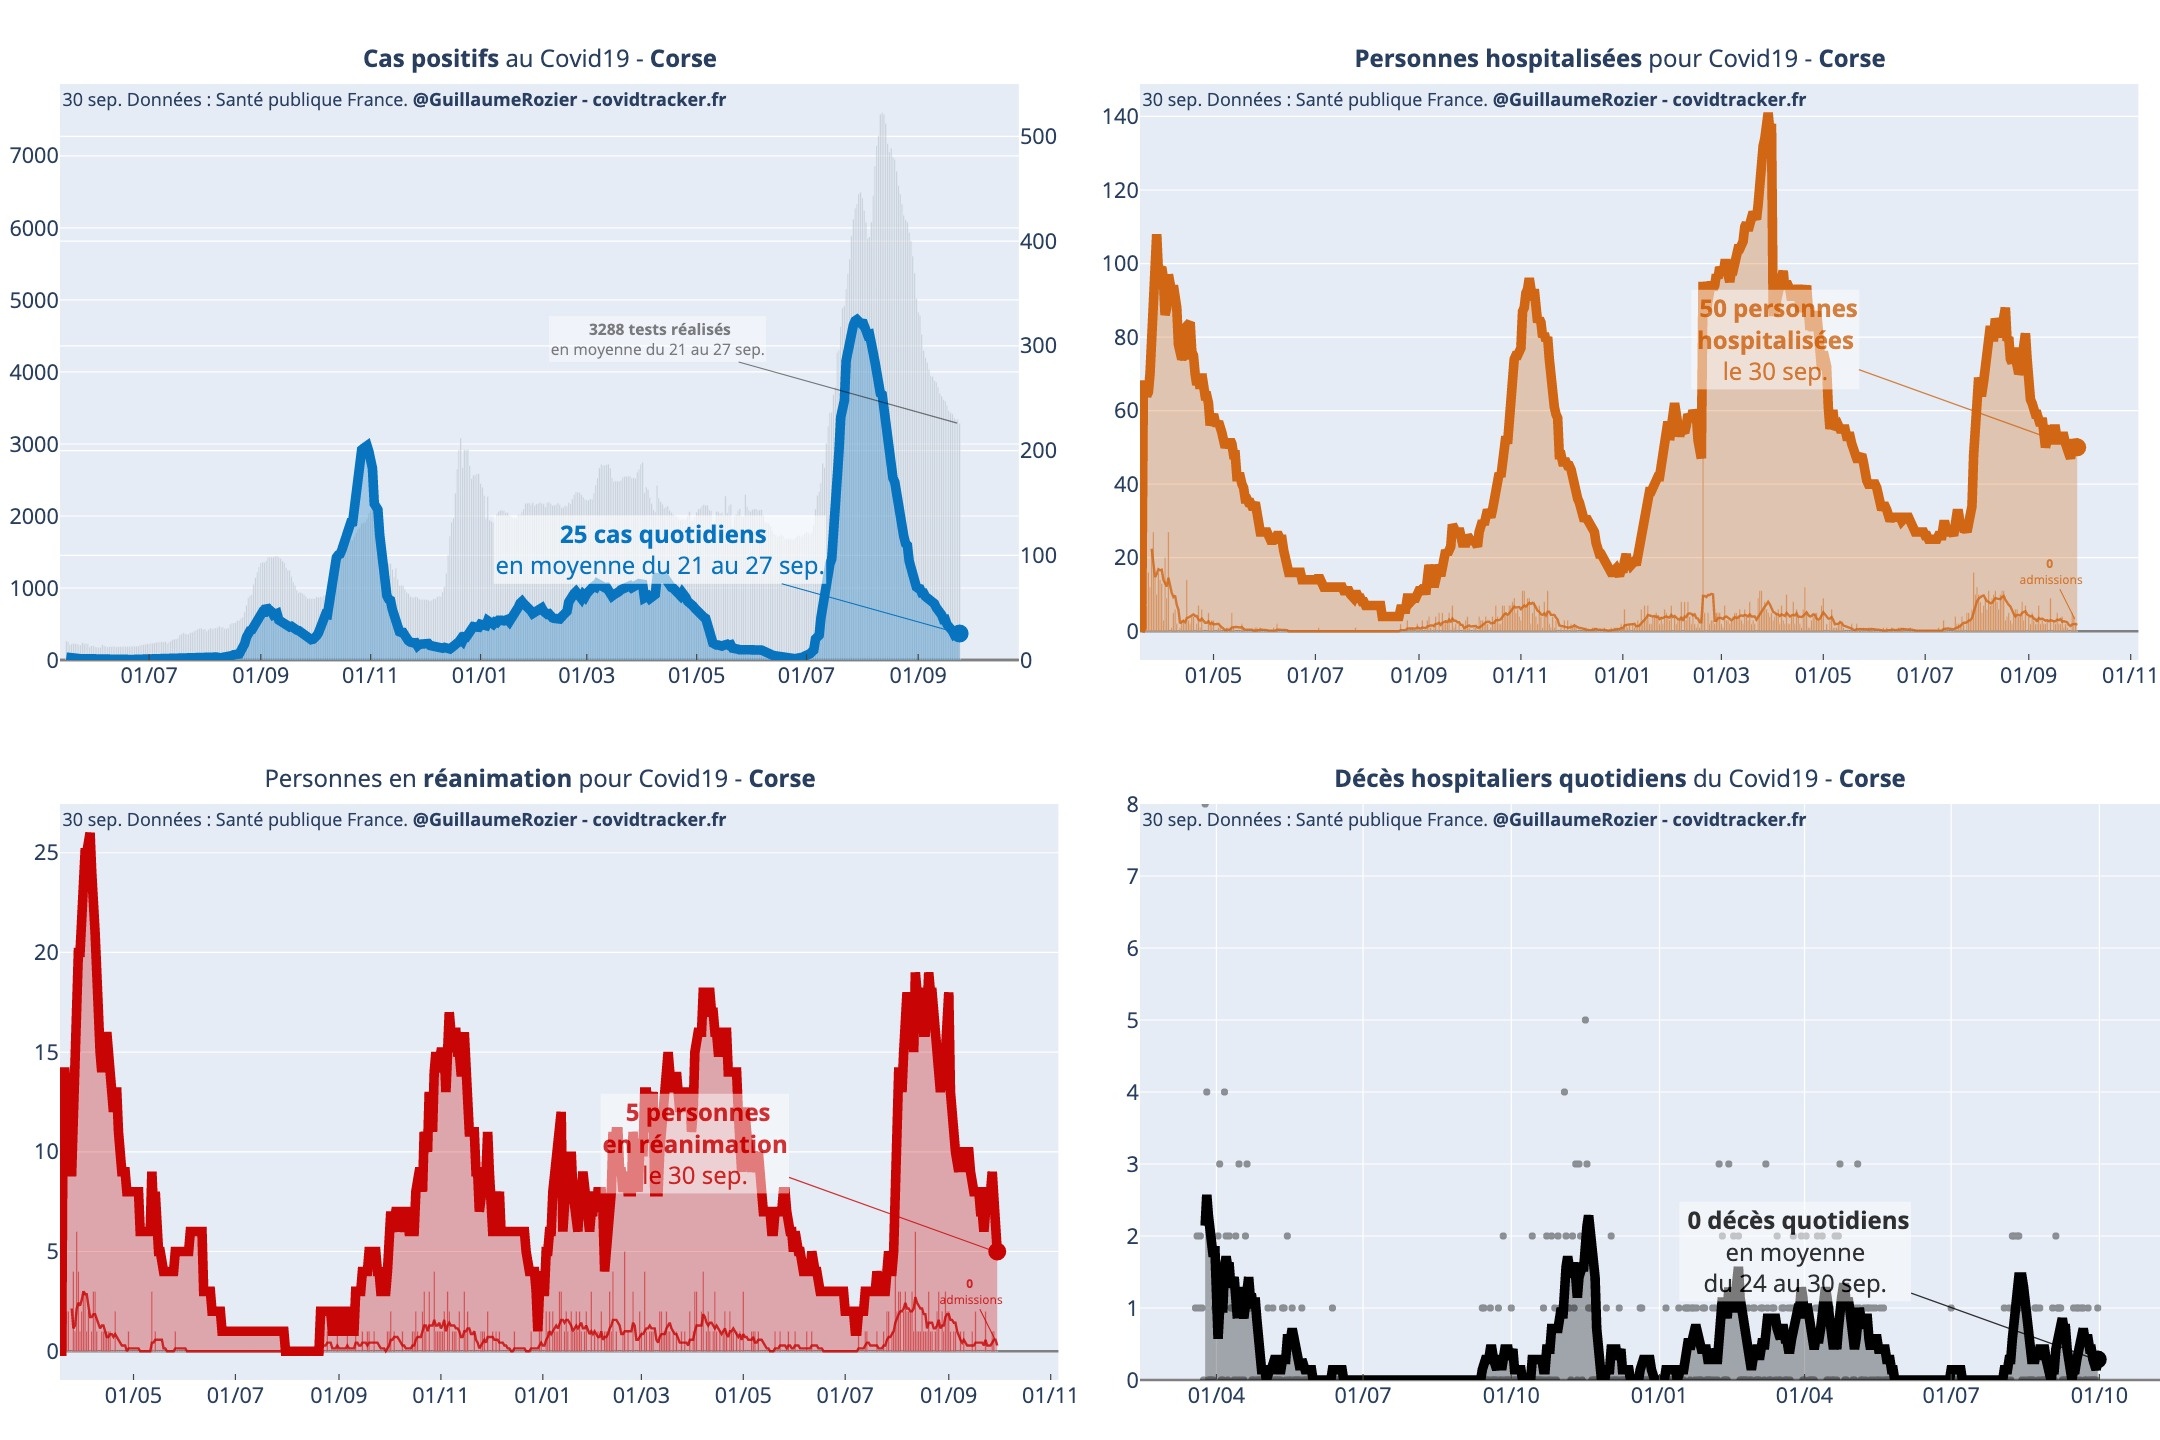 Cas positifs au Covid19 - Corse
30 sep. Données : Santé publique France. @GuillaumeRozier - covidtracker.fr
7000
6000
5000
4000
3000
2000
1000
0
500
400
300
200
100
0
3288 tests réalisés
en moyenne du 21 au 27 sep.
25 cas quotidiens
en moyenne du 21 au 27 sep.
01/07 01/09 01/11 01/01 01/03 01/05 01/07 01/09
Personnes hospitalisées pour Covid19 - Corse
30 sep. Données : Santé publique France. @GuillaumeRozier - covidtracker.fr
140
120
100
80
60
40
20
0
50 personnes
hospitalisées
le 30 sep.
0
admissions
01/05 01/07 01/09 01/11 01/01 01/03 01/05 01/07 01/09 01/11
Personnes en réanimation pour Covid19 - Corse
30 sep. Données : Santé publique France. @GuillaumeRozier - covidtracker.fr
25
20
15
10
5
0
5 personnes
en réanimation
le 30 sep.
0
admissions
01/05 01/07 01/09 01/11 01/01 01/03 01/05 01/07 01/09 01/11
Décès hospitaliers quotidiens du Covid19 - Corse
30 sep. Données : Santé publique France. @GuillaumeRozier - covidtracker.fr
8
7
6
5
4
3
2
1
0
0 décès quotidiens
en moyenne
du 24 au 30 sep.
01/04 01/07 01/10 01/01 01/04 01/07 01/10